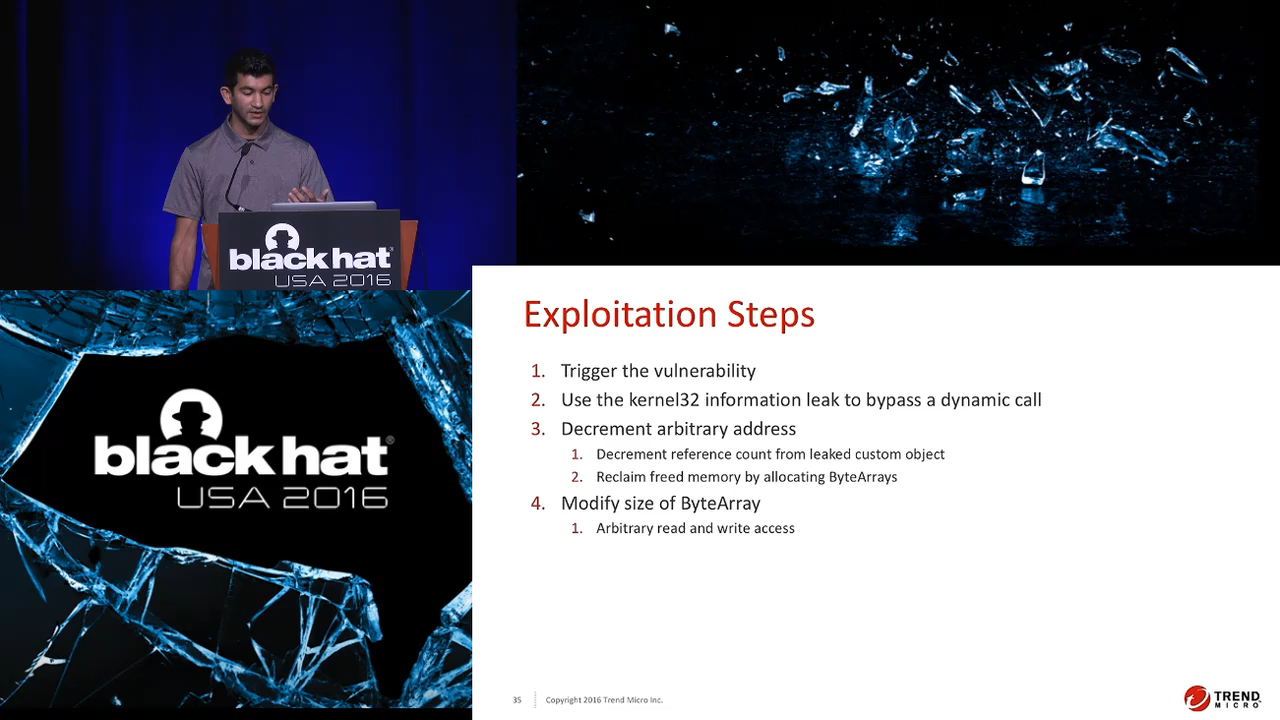 black hat
USA 2016
black hat®
USA 2016
Exploitation Steps
1. Trigger the vulnerability
2. Use the kernel32 information leak to bypass a dynamic call
3. Decrement arbitrary address
1. Decrement reference count from leaked custom object
2. Reclaim freed memory by allocating ByteArrays
4. Modify size of ByteArray
1. Arbitrary read and write access
35
Copyright 2016 Trend Micro Inc.
TREND
MICRO